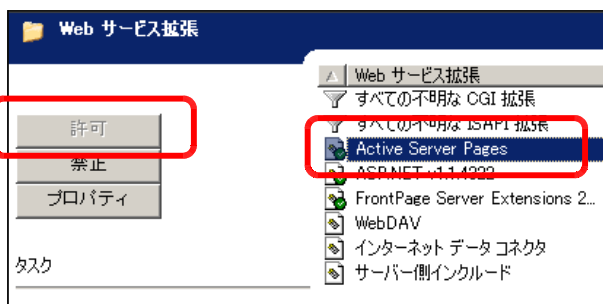 Web サービス拡張
許可
禁止
プロパティ
タスク
Web サービス拡張
すべての不明な CGI 拡張
すべての不明な ISAPI 拡張
Active Server Pages
ASP.NET v1.1.4322
FrontPage Server Extensions 2...
WebDAV
インターネット データ コネクタ
サーバー側インクルード